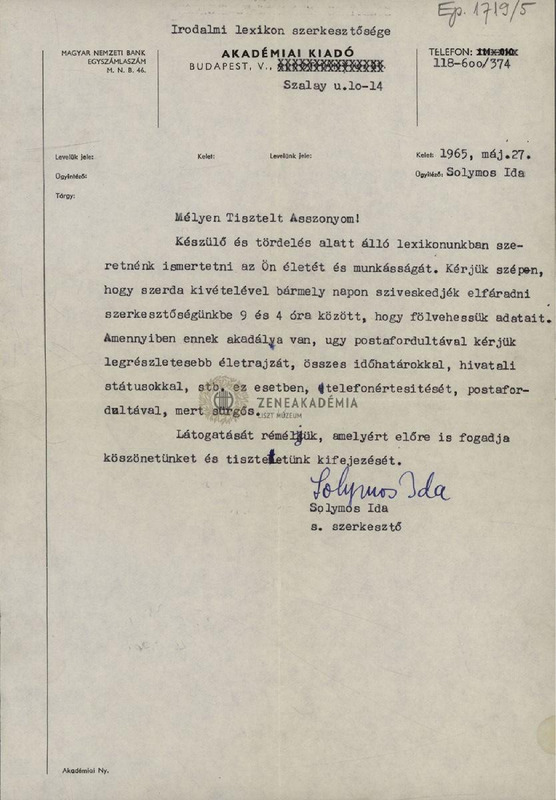 Ep. 1719/5
Irodalmi lexikon szerkesztősége
MAGYAR NEMZETI BANK
EGYSZÁMLASZÁM
M. N. B. 46.
AKADÉMIAI KIADÓ
BUDAPEST, V.,
Szalay u.10-14
TELEFON:
118-600/374
Levelük jele:
Kelet:
Levelünk jele:
Kelet: 1965, máj.27.
Ügyintéző:
Ügyintéző: Solymos Ida
Tárgy:
Mélyen Tisztelt Asszonyom!
Készülő és tördelés alatt álló lexikonunkban sze-
retnénk ismertetni az Ön életét és munkásságát. Kérjük szépen,
hogy szerda kivételével bármely napon sziveskedjék elfáradni
szerkesztőségünkbe 9 és 4 óra között, hogy fölvehessük adatait.
Amennyiben ennek akadálya van, ugy postafordultával kérjük
legrészletesebb életrajzát, összes időhatárokkal, hivatali
státusokkal, stb. ez esetben, telefonértesitését, postafor-
dultával, mert sürgős.
ZENEAKADÉMIA
LISZT MÚZEUM
Látogatását réméljük, amelyért előre is fogadja
köszönetünket és tiszteletünk kifejezését.
Solymos Ida
Solymos Ida
s. szerkesztő
Akadémiai Ny.